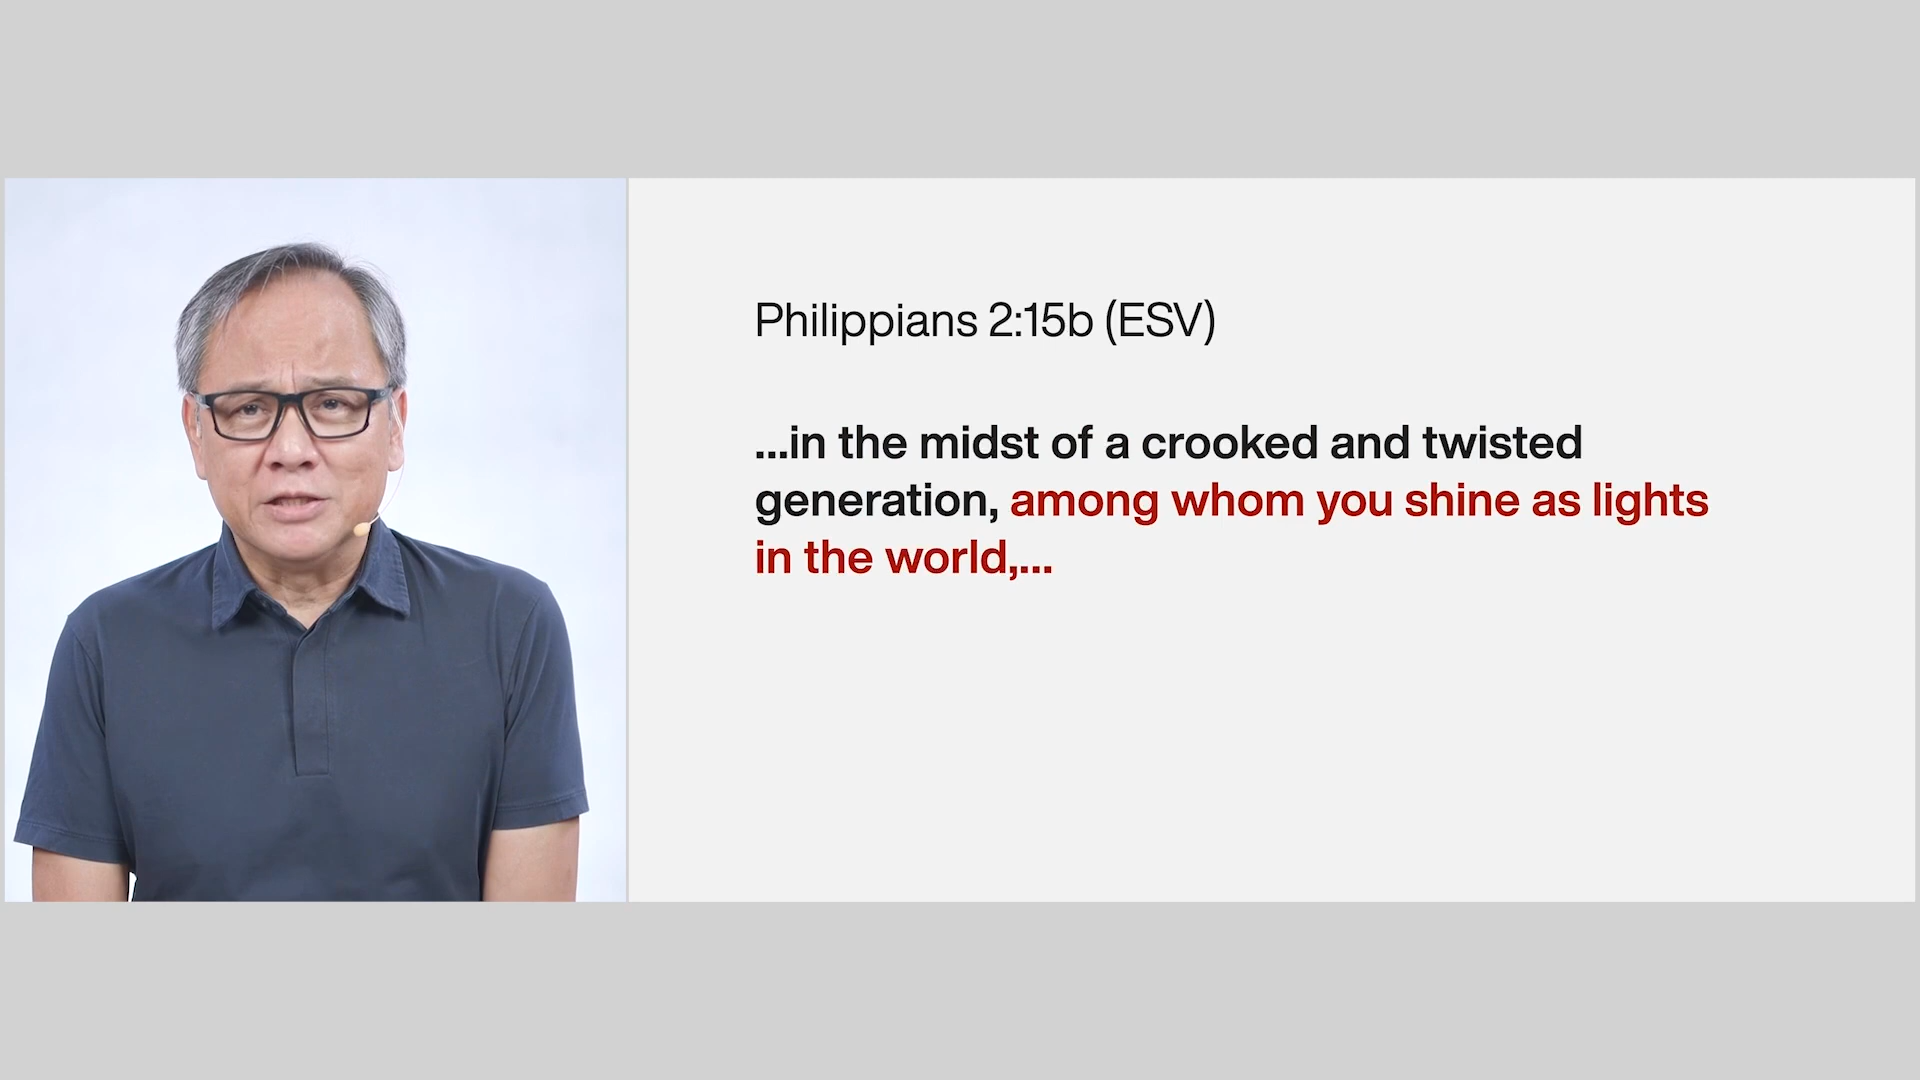 Philippians 2:15b (ESV)
...in the midst of a crooked and twisted
generation, among whom you shine as lights
in the world,...